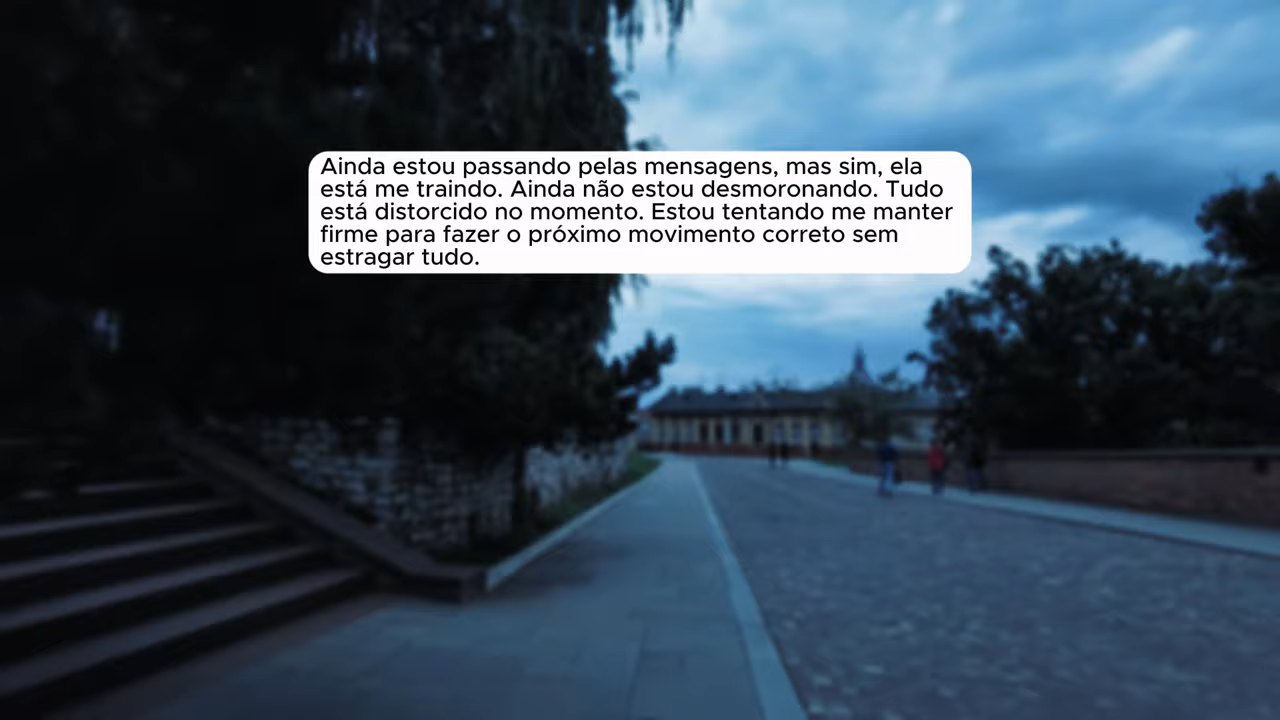 Ainda estou passando pelas mensagens, mas sim, ela
está me traindo. Ainda não estou desmoronando. Tudo
está distorcido no momento. Estou tentando me manter
firme para fazer o próximo movimento correto sem
estragar tudo.